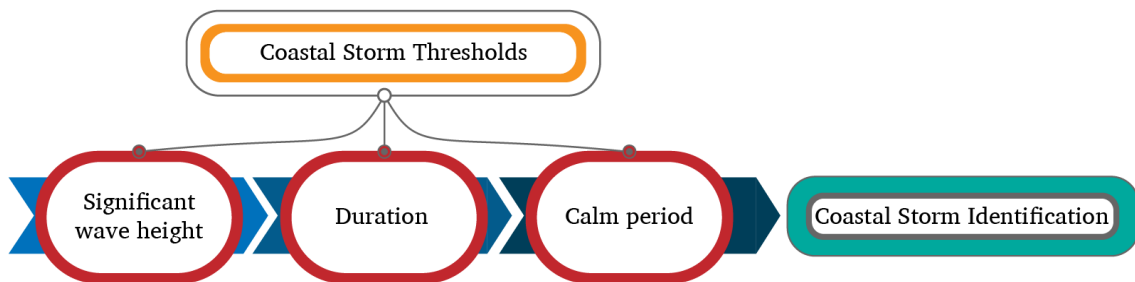 Coastal Storm Thresholds
Significant
wave height
Duration
Calm period
Coastal Storm Identification